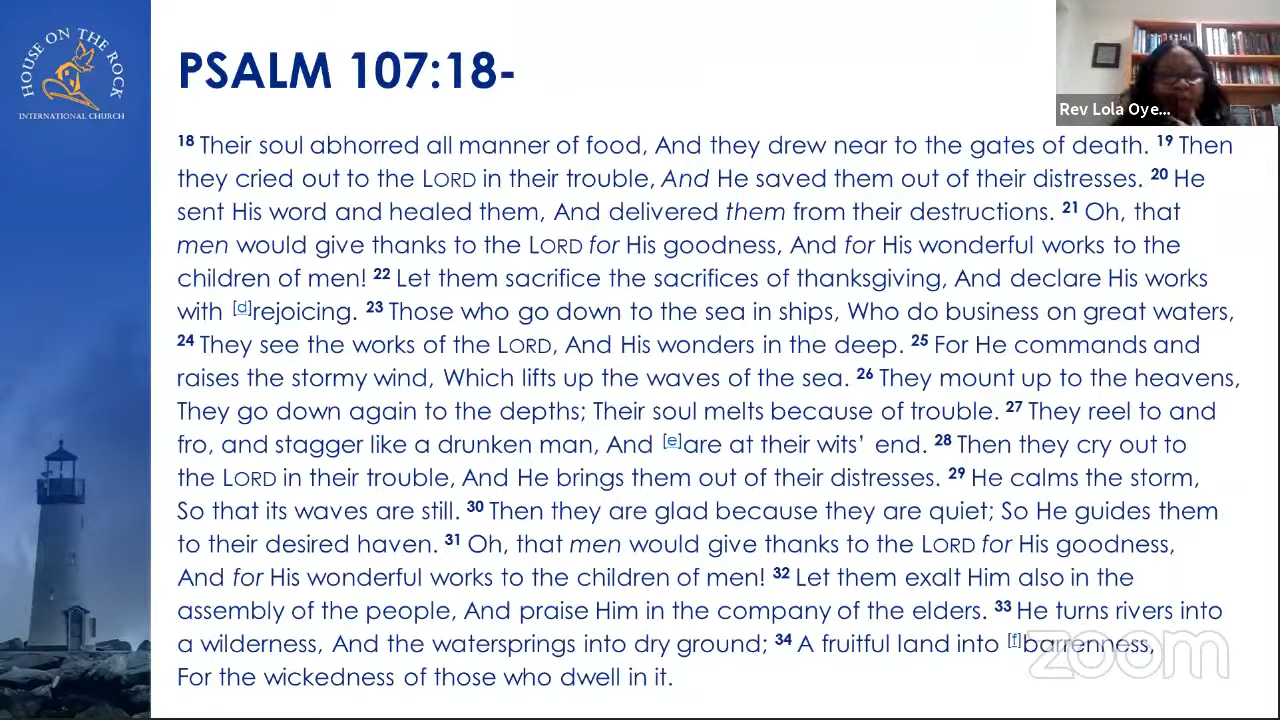 HOUSE ON THE ROCK
INTERNATIONAL CHURCH
PSALM 107:18-
Rev Lola Oye...
18 Their soul abhorred all manner of food, And they drew near to the gates of death. 19 Then
they cried out to the LORD in their trouble, And He saved them out of their distresses. 20 He
sent His word and healed them, And delivered them from their destructions. 21 Oh, that
men would give thanks to the LORD for His goodness, And for His wonderful works to the
children of men! 22 Let them sacrifice the sacrifices of thanksgiving, And declare His works
with [d]rejoicing. 23 Those who go down to the sea in ships, Who do business on great waters,
24 They see the works of the LORD, And His wonders in the deep. 25 For He commands and
raises the stormy wind, Which lifts up the waves of the sea. 26 They mount up to the heavens,
They go down again to the depths; Their soul melts because of trouble. 27 They reel to and
fro, and stagger like a drunken man, And [e]are at their wits’ end. 28 Then they cry out to
the LORD in their trouble, And He brings them out of their distresses. 29 He calms the storm,
So that its waves are still. 30 Then they are glad because they are quiet; So He guides them
to their desired haven. 31 Oh, that men would give thanks to the LORD for His goodness,
And for His wonderful works to the children of men! 32 Let them exalt Him also in the
assembly of the people, And praise Him in the company of the elders. 33 He turns rivers into
a wilderness, And the watersprings into dry ground; 34 A fruitful land into [f]barrenness,
For the wickedness of those who dwell in it.
zoom